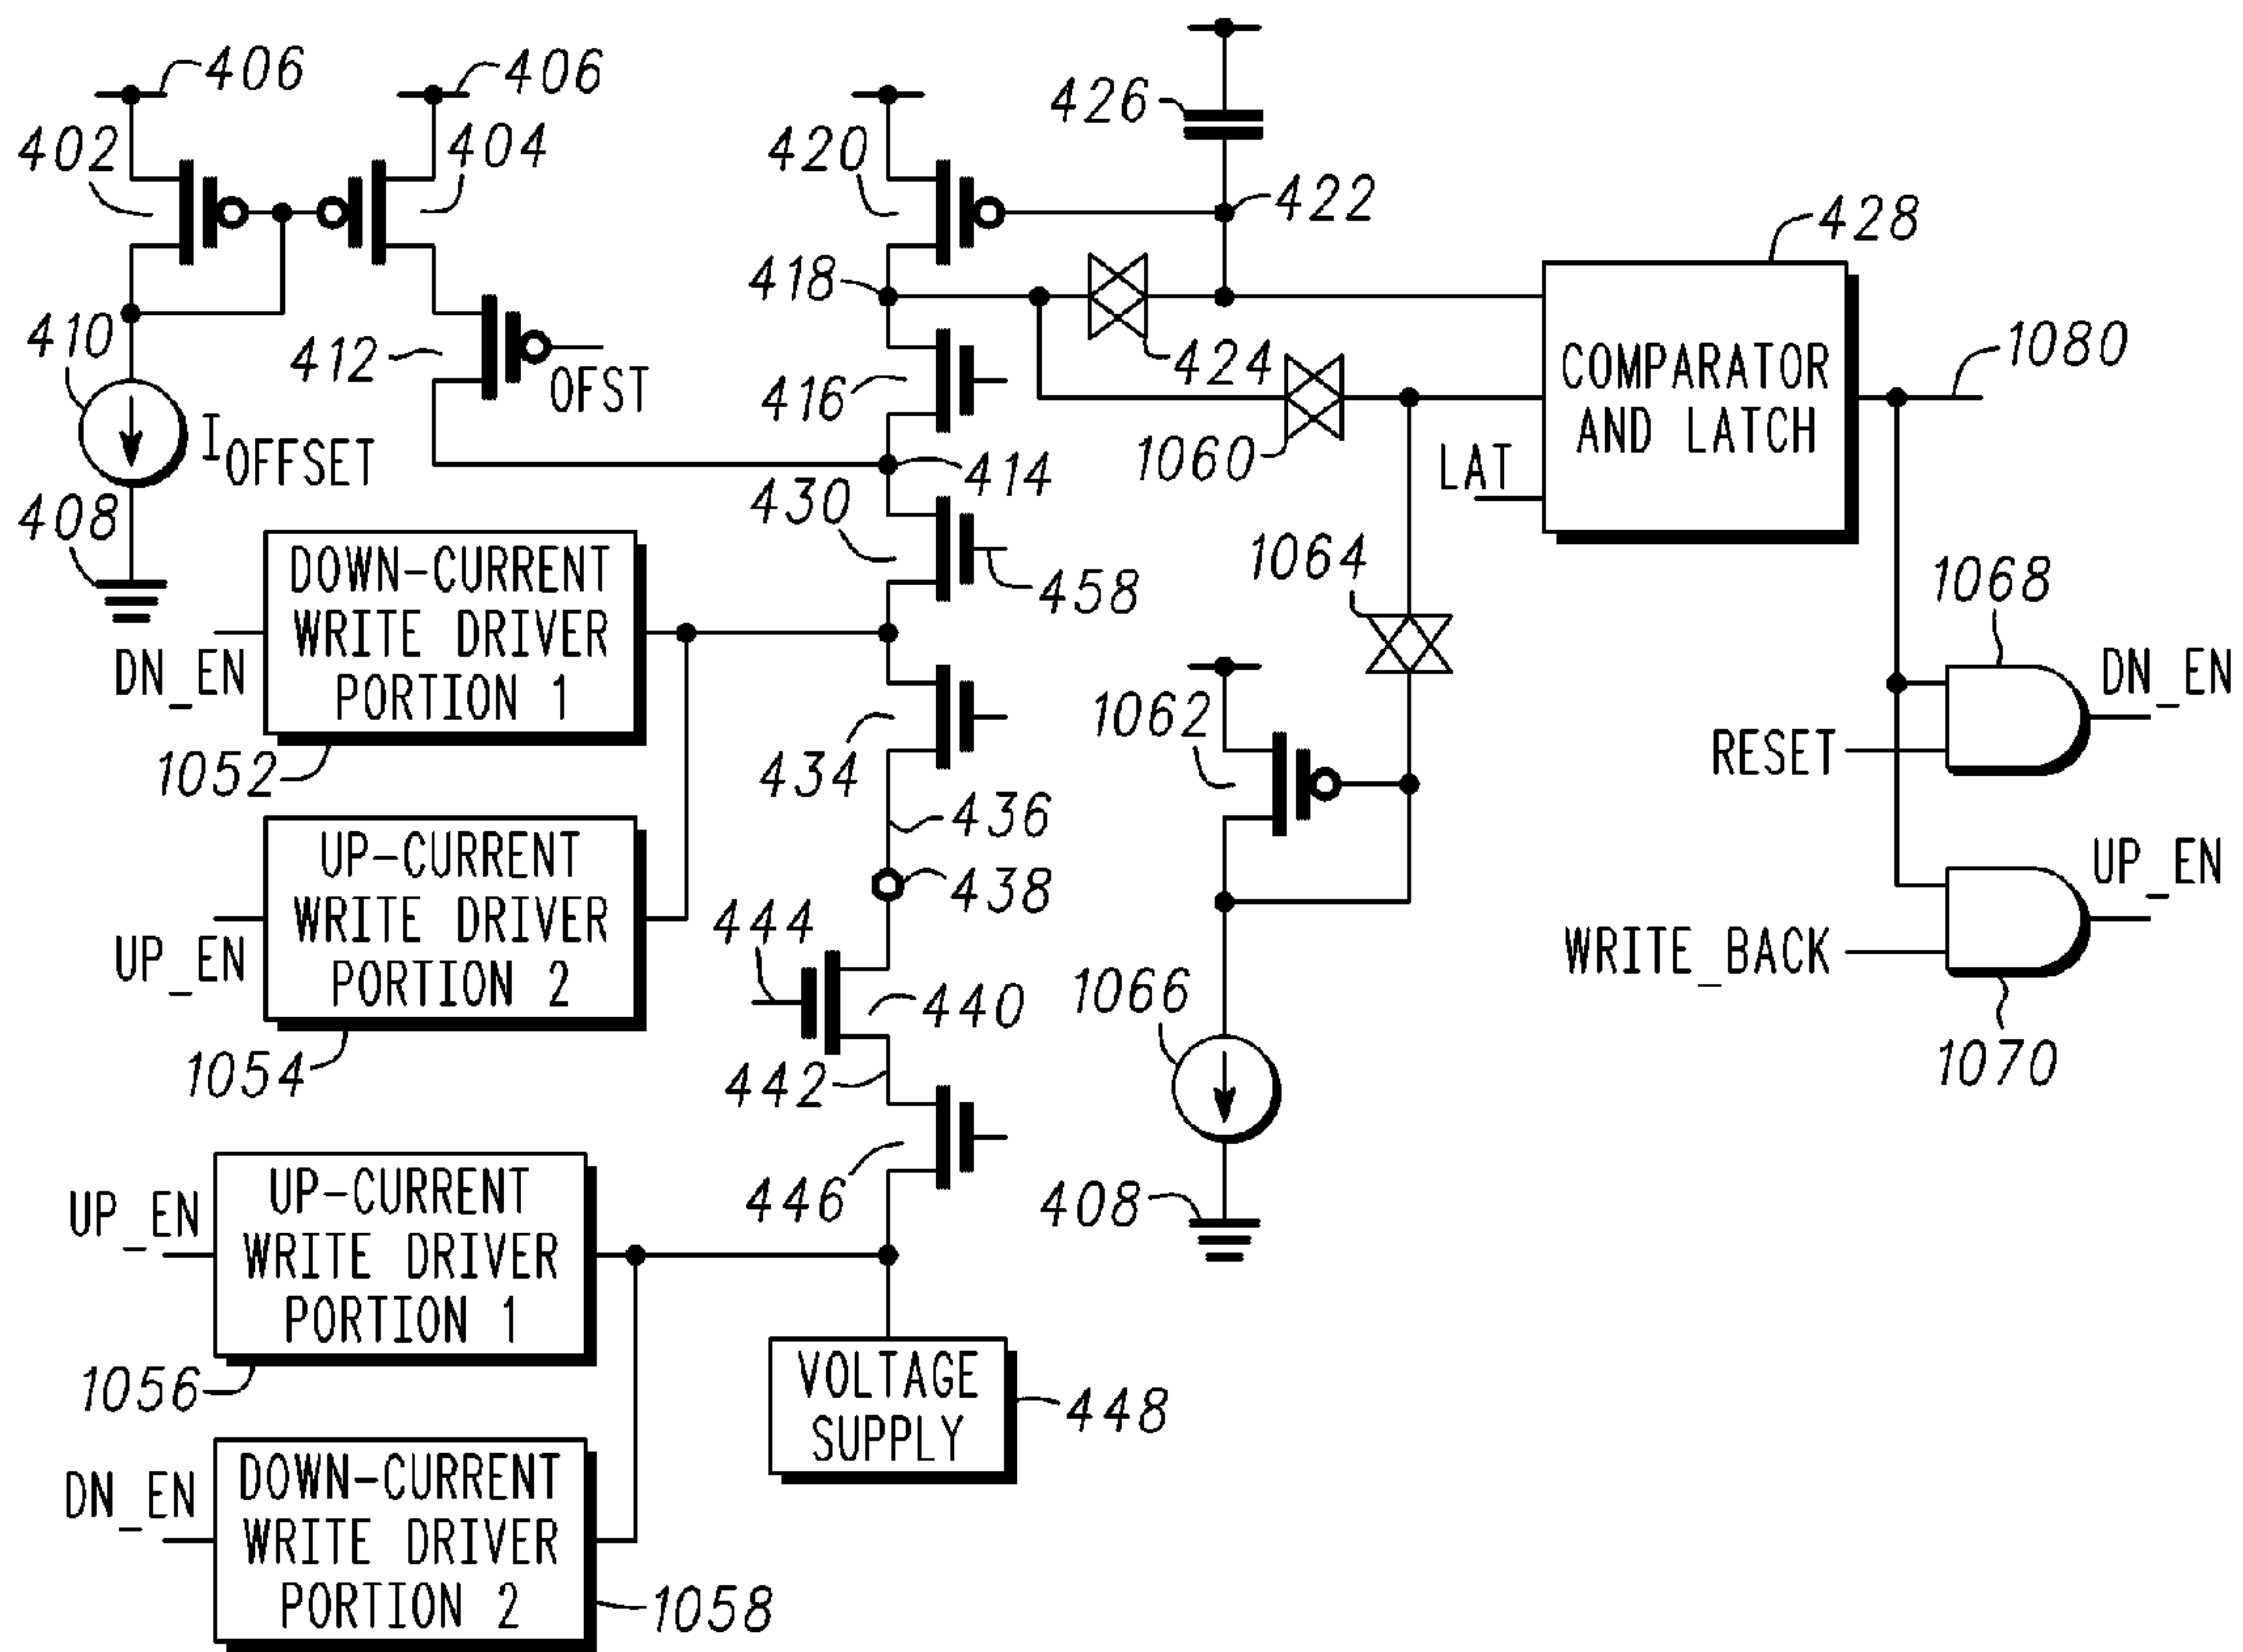 406
406
402
404
420
426
422
428
418
410
412
OFST
416
424
1060
COMPARATOR
AND LATCH
1080
IOFFSET
LAT
414
408
430
458
1064
1068
DOWN-CURRENT
WRITE DRIVER
PORTION 1
DN_EN
1052
434
1062
RESET
DN_EN
436
438
UP-CURRENT
WRITE DRIVER
PORTION 2
UP_EN
1054
444
440
442
1066
WRITE_BACK
UP_EN
1070
446
408
UP_EN
UP-CURRENT
WRITE DRIVER
PORTION 1
1056
VOLTAGE
SUPPLY
448
DN_EN
DOWN-CURRENT
WRITE DRIVER
PORTION 2
1058